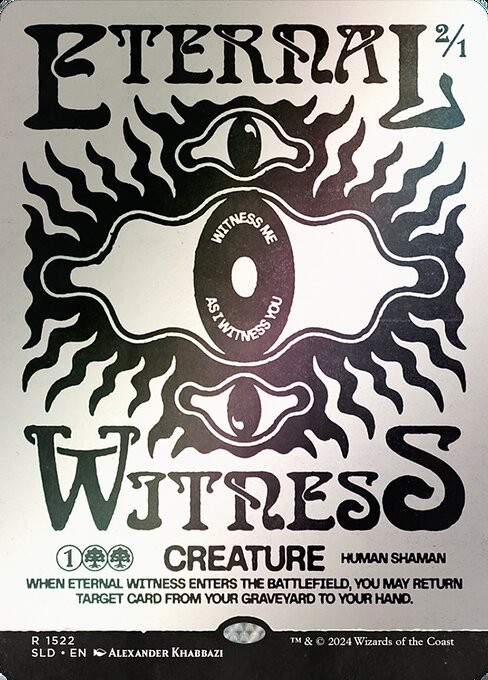 ETERNAL
2/1
WITNESS ME
AS I WITNESS YOU
WITNESS
1
CREATURE
HUMAN SHAMAN
WHEN ETERNAL WITNESS ENTERS THE BATTLEFIELD, YOU MAY RETURN
TARGET CARD FROM YOUR GRAVEYARD TO YOUR HAND.
R 1522
™ & © 2024 Wizards of the Coast
SLD • EN ALEXANDER KHABBAZI